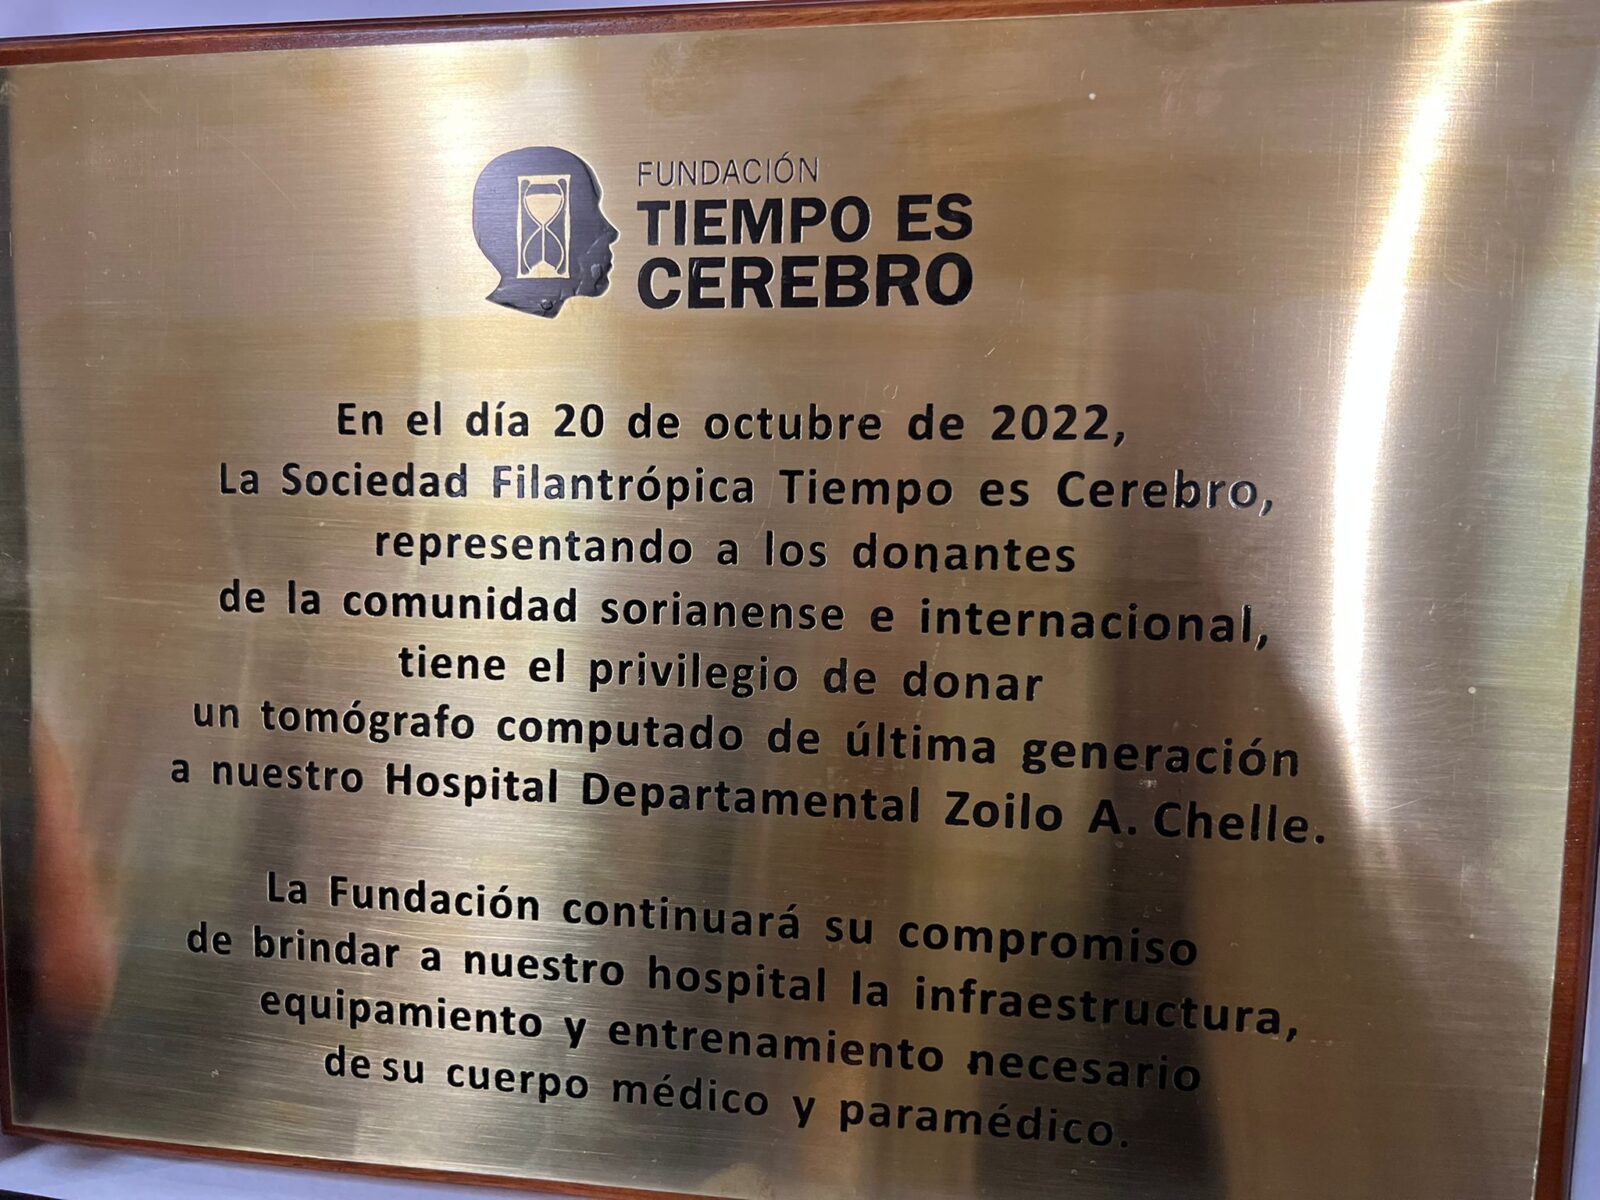 FUNDACIÓN
TIEMPO ES
CEREBRO
En el día 20 de octubre de 2022,
La Sociedad Filantrópica Tiempo es Cerebro,
representando a los donantes
de la comunidad sorianense e internacional,
tiene el privilegio de donar
un tomógrafo computado de última generación
a nuestro Hospital Departamental Zoilo A. Chelle.
La Fundación continuará su compromiso
de brindar a nuestro hospital la infraestructura,
equipamiento y entrenamiento necesario
de su cuerpo médico y paramédico.